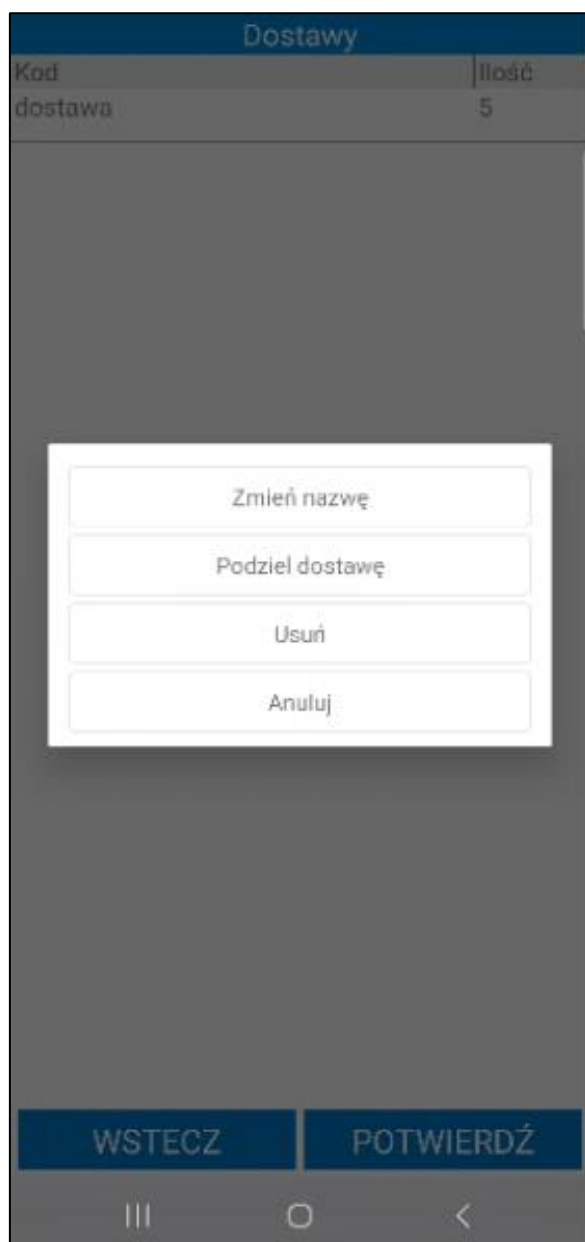 Dostawy
Kod Ilość
dostawa 5
Zmień nazwę
Podziel dostawę
Usuń
Anuluj
WSTECZ POTWIERDŹ